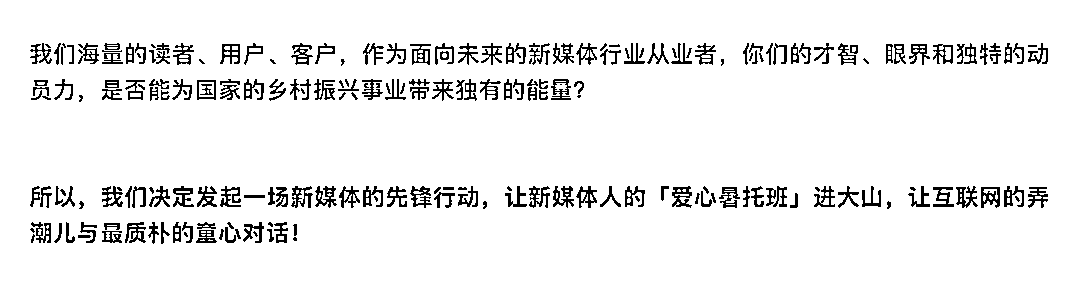 我们海量的读者、用户、客户，作为面向未来的新媒体行业从业者，你们的才智、眼界和独特的动
员力，是否能为国家的乡村振兴事业带来独有的能量？
所以，我们决定发起一场新媒体的先锋行动，让新媒体人的「爱心暑托班」进大山，让互联网的弄
潮儿与最质朴的童心对话！